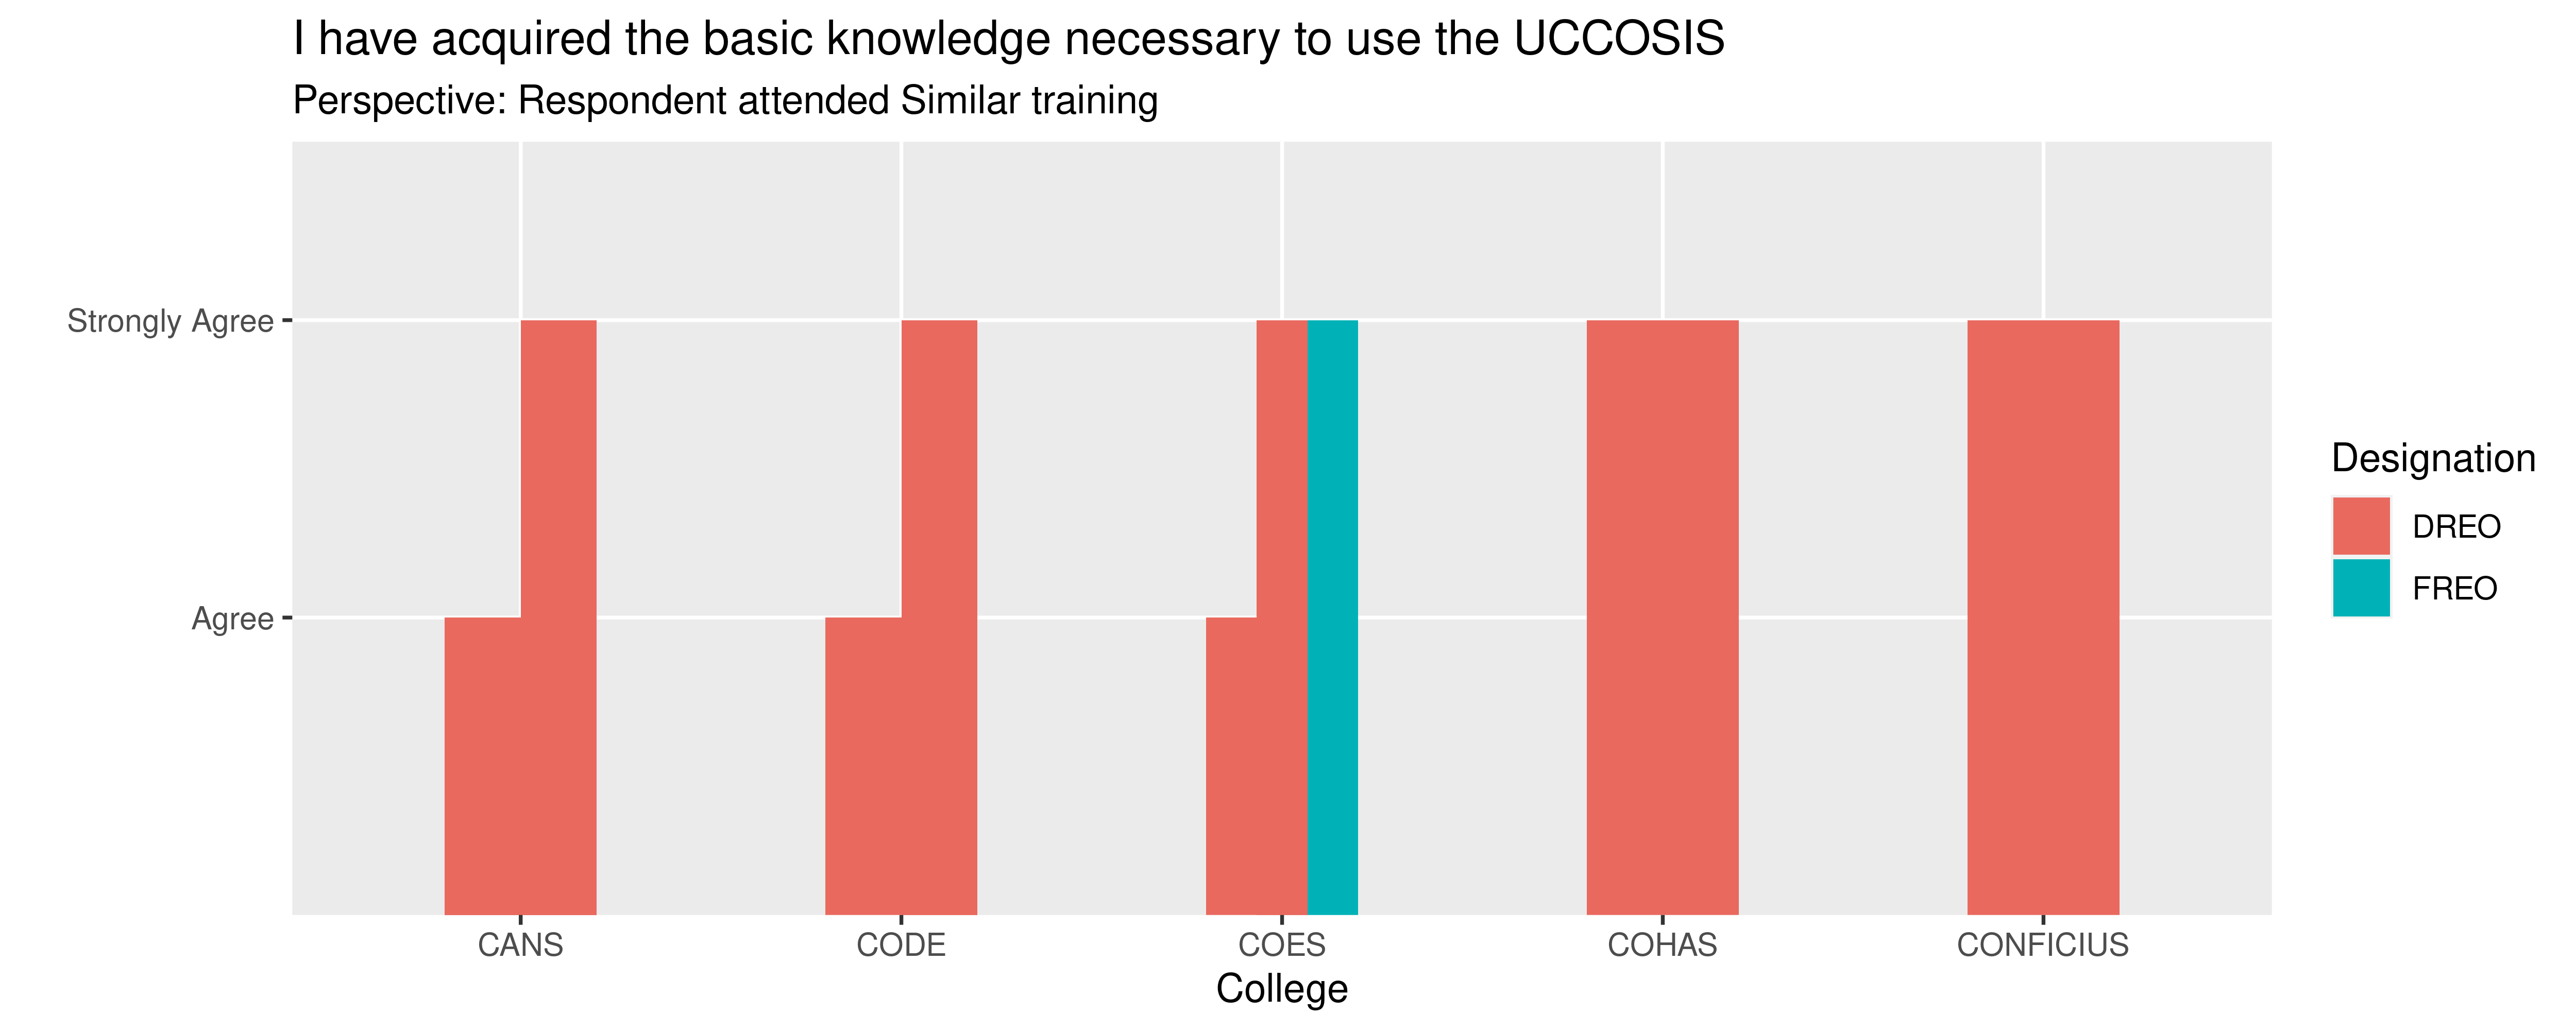 I have acquired the basic knowledge necessary to use the UCCOSIS
Perspective: Respondent attended Similar training
Strongly Agree
Agree
CANS CODE COES COHAS CONFICIUS
College
Designation
DREO
FREO